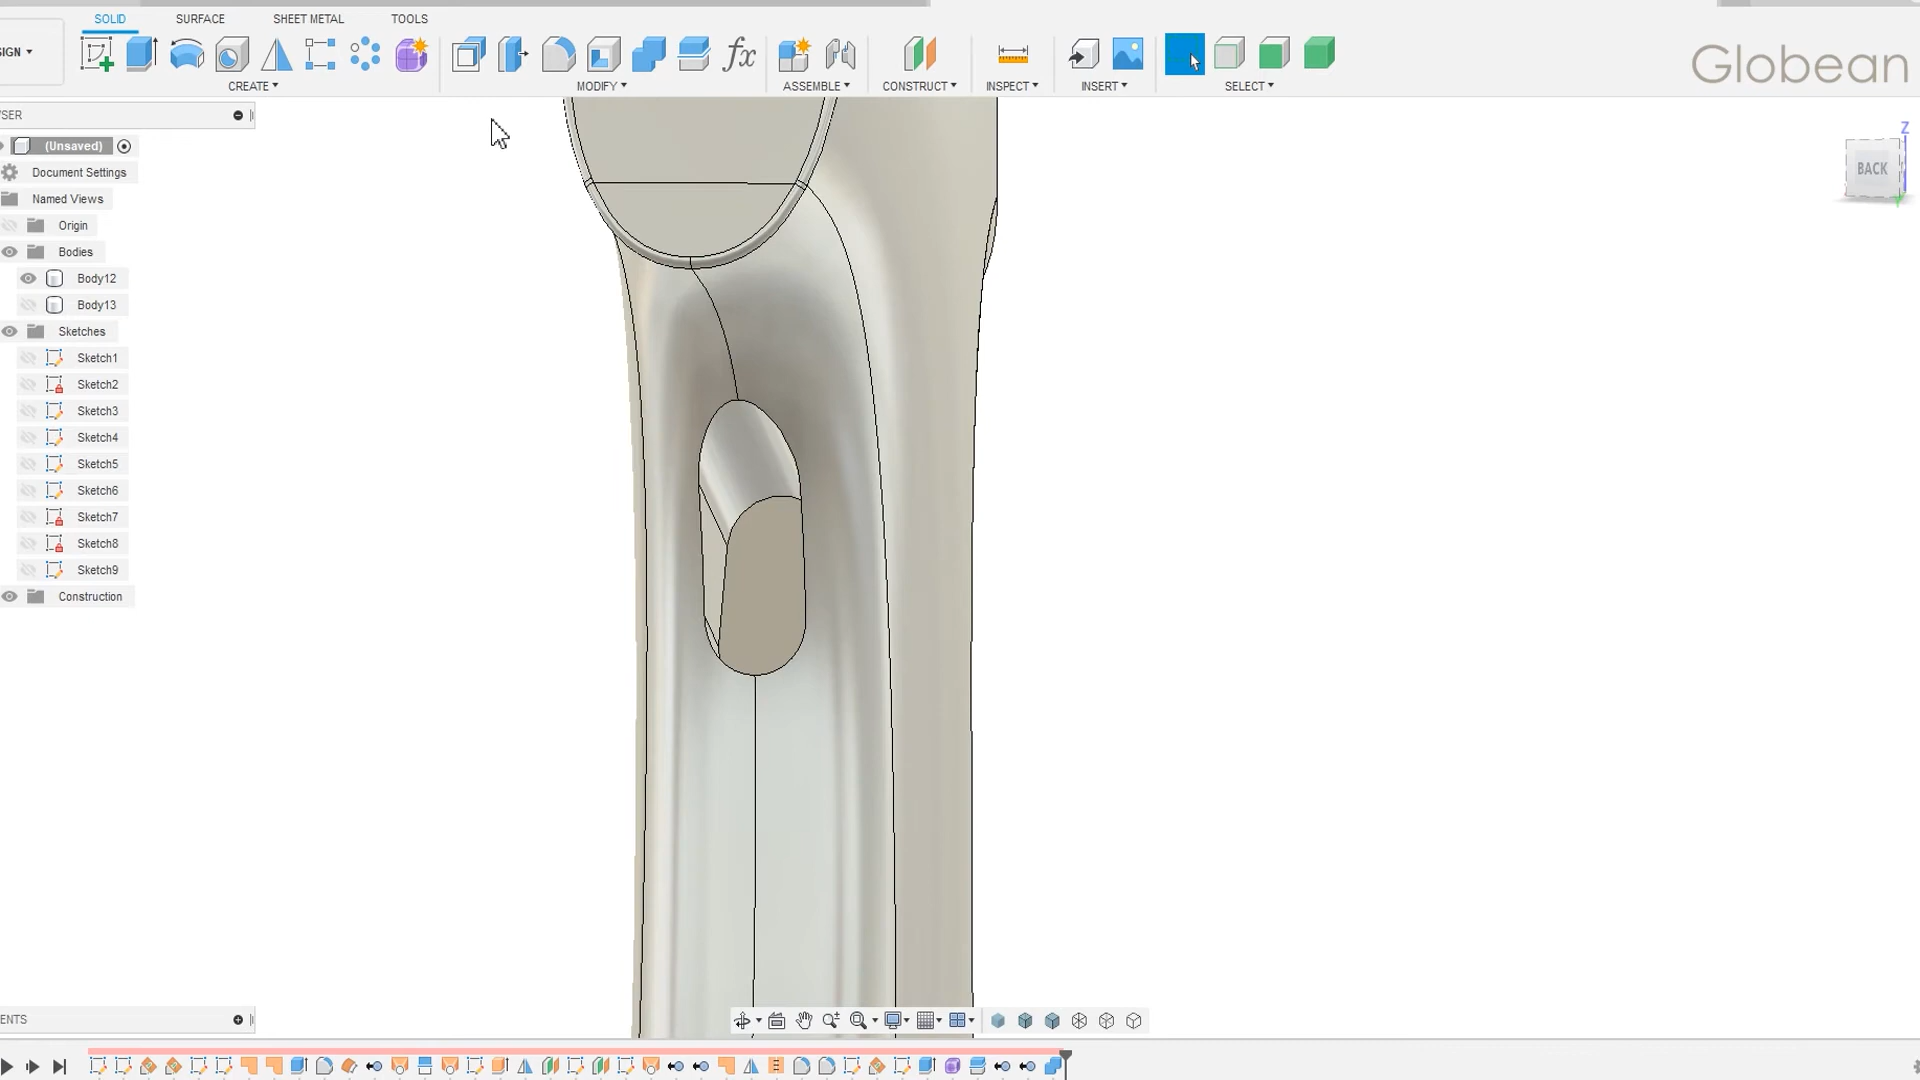 SOLID SURFACE SHEET METAL TOOLS
SIGN
CREATE MODIFY ASSEMBLE CONSTRUCT INSPECT INSERT SELECT
Globean
SER
(Unsaved)
Document Settings
Named Views
Origin
Bodies
Body12
Body13
Sketches
Sketch1
Sketch2
Sketch3
Sketch4
Sketch5
Sketch6
Sketch7
Sketch8
Sketch9
Construction
BACK
Z
ENTS